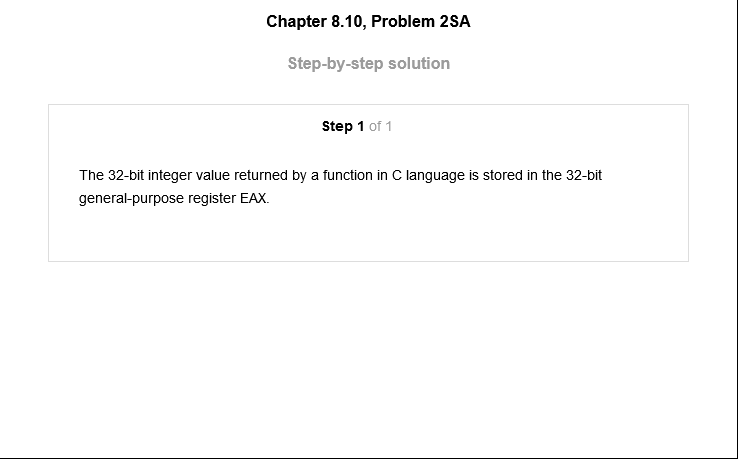 Chapter 8.10, Problem 2SA
Step-by-step solution
Step 1 of 1
The 32-bit integer value returned by a function in C language is stored in the 32-bit
general-purpose register EAX.